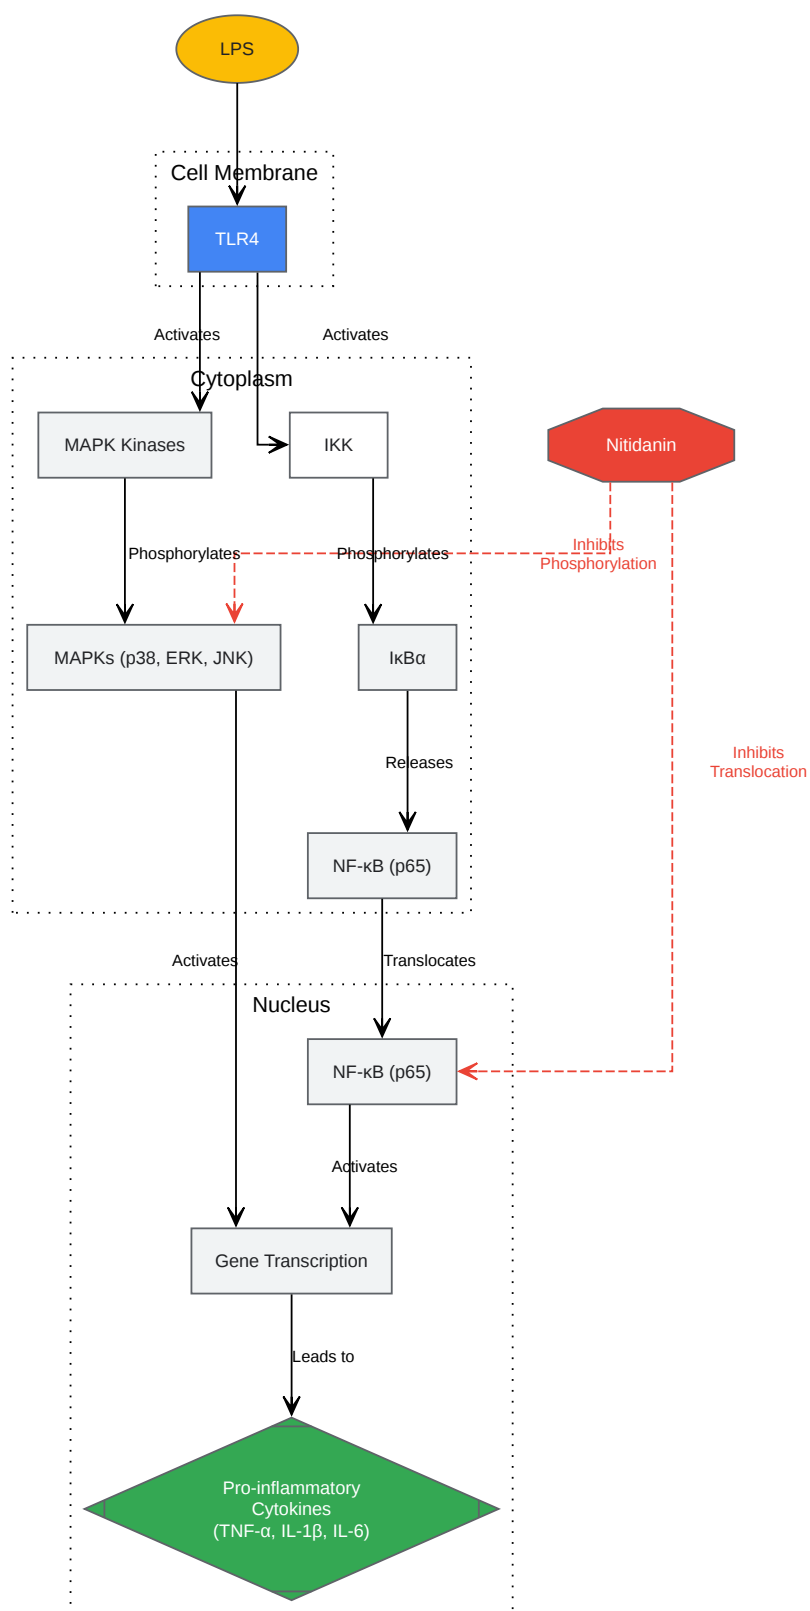 LPS
Cell Membrane
TLR4
Activates
Activates
Cytoplasm
MAPK Kinases
IKK
Nitidanin
Phosphorylates
Phosphorylates
Inhibits
Phosphorylation
MAPKs (p38, ERK, JNK)
IκBα
Releases
Inhibits
Translocation
NF-κB (p65)
Activates
Translocates
Nucleus
NF-κB (p65)
Activates
Gene Transcription
Leads to
Pro-inflammatory
Cytokines
(TNF-α, IL-1β, IL-6)